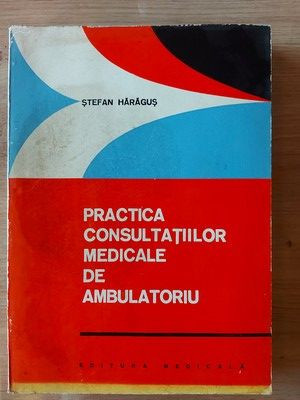 ȘTEFAN HĂRĂGUȘ
PRACTICA
CONSULTAȚIILOR
MEDICALE
DE
AMBULATORIU
EDITURA MEDICALĂ